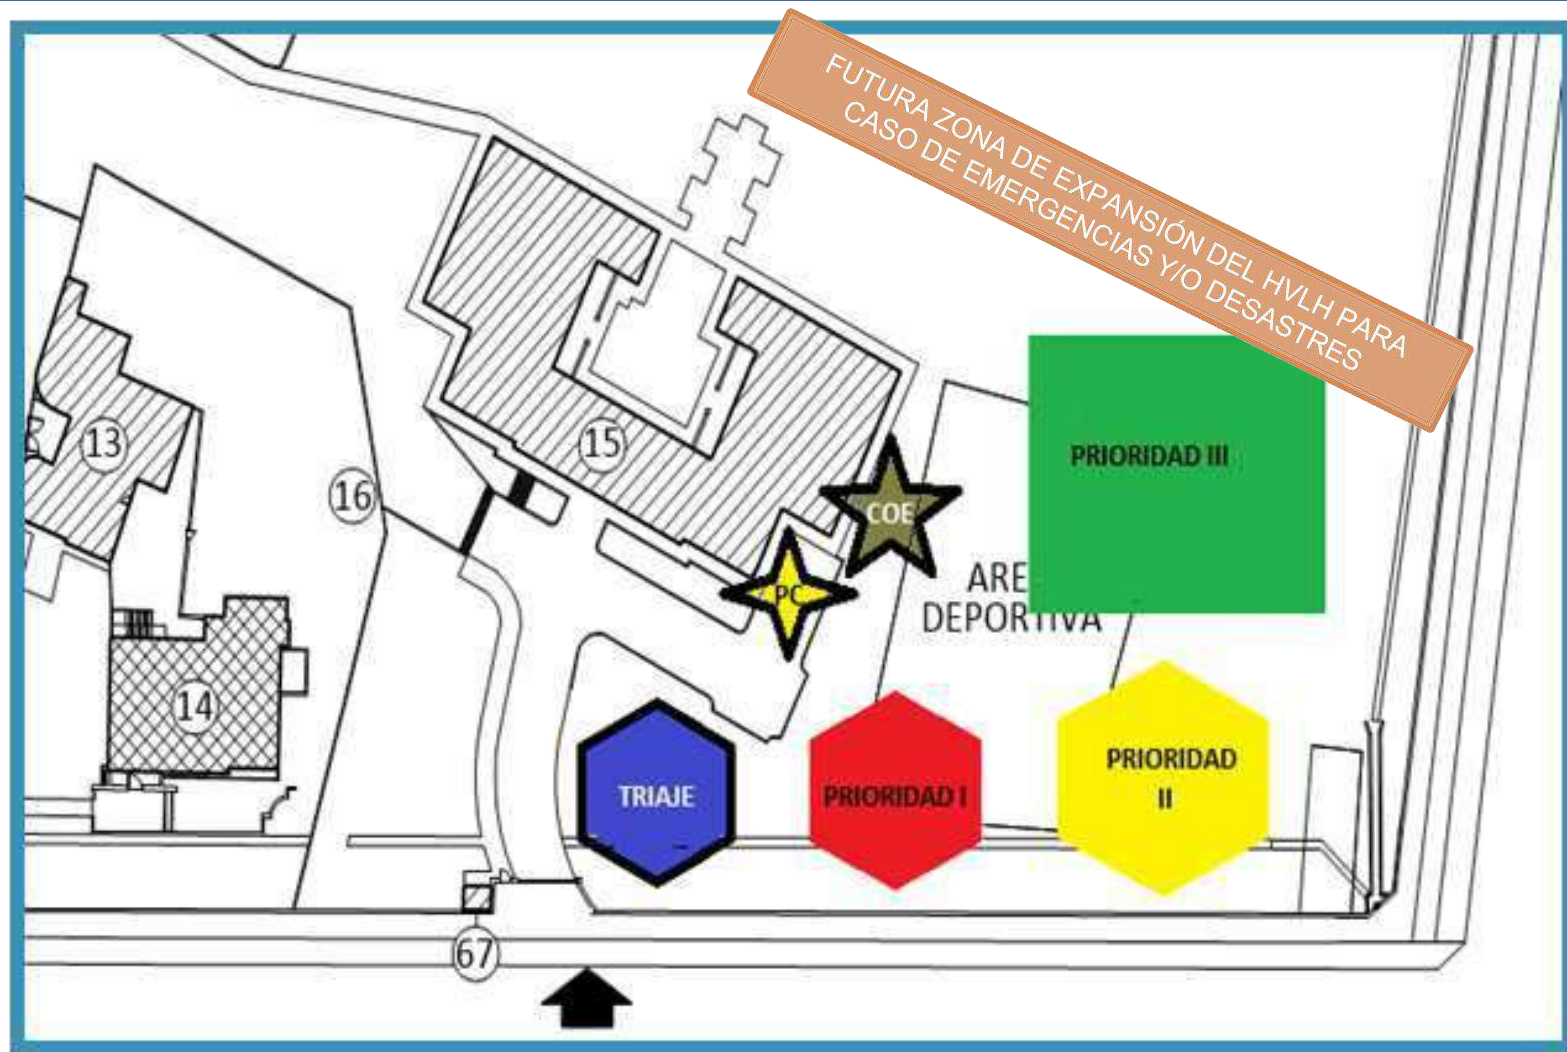 FUTURA ZONA DE EXPANSIÓN DEL HVLH PARA
CASO DE EMERGENCIAS Y/O DESASTRES
13
15
16
PRIORIDAD III
COE
PC
ARE
DEPORTIVA
14
TRIAJE
PRIORIDAD I
PRIORIDAD
II
67